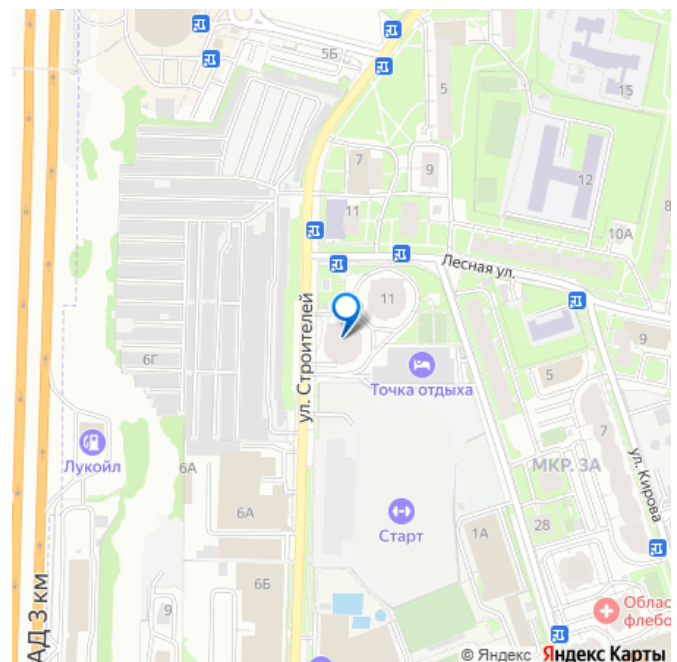 5Б
5
15
7
9
12
11
10А
8
Лесная ул.
ул. Строителей
11
6Г
Точка отдыха
9
5
Лукойл
7
ул. Кирова
МКР. 3А
6А
6А
Старт
1А
28
6Б
9
Облас
флебо
АД 3 км
© Яндекс Яндекс Карты